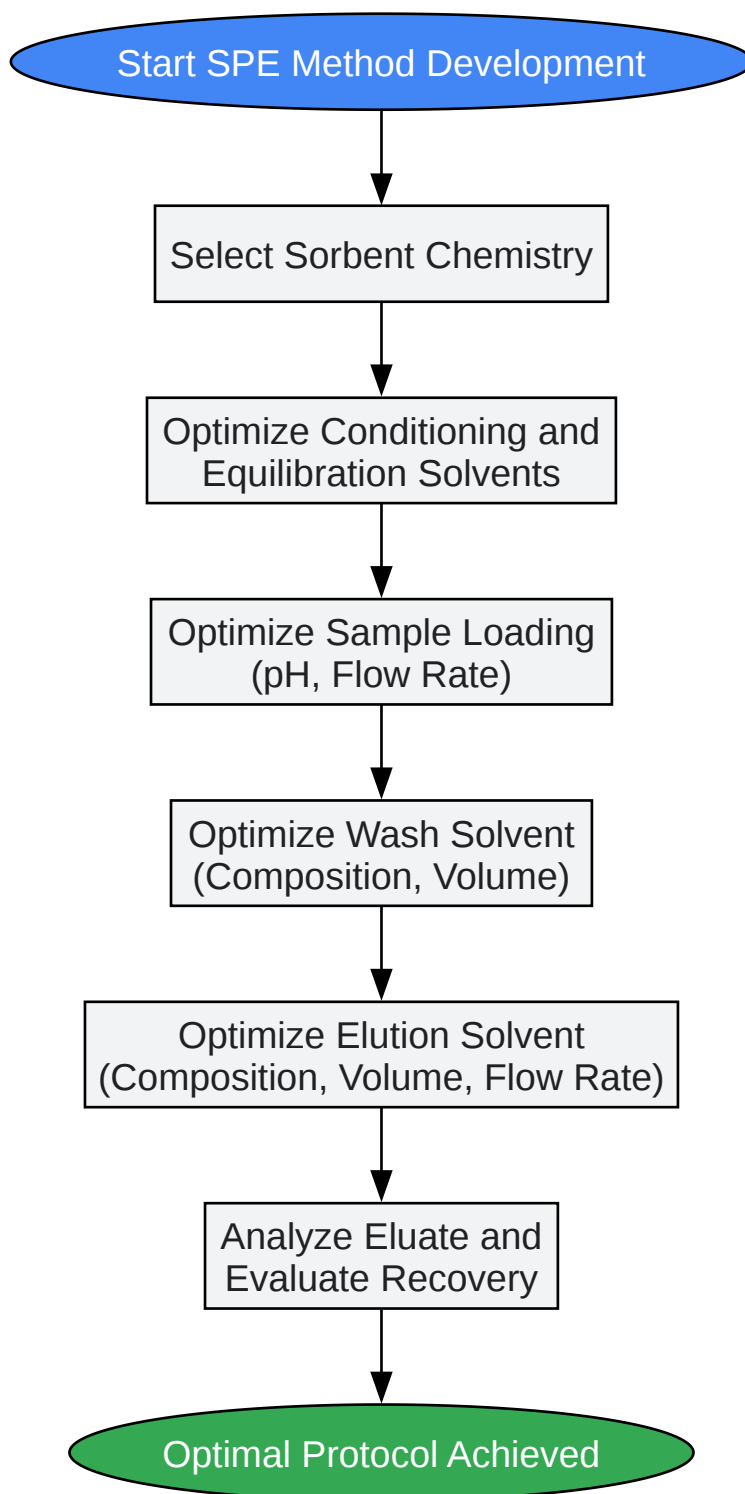 Start SPE Method Development
Select Sorbent Chemistry
Optimize Conditioning and
Equilibration Solvents
Optimize Sample Loading
(pH, Flow Rate)
Optimize Wash Solvent
(Composition, Volume)
Optimize Elution Solvent
(Composition, Volume, Flow Rate)
Analyze Eluate and
Evaluate Recovery
Optimal Protocol Achieved